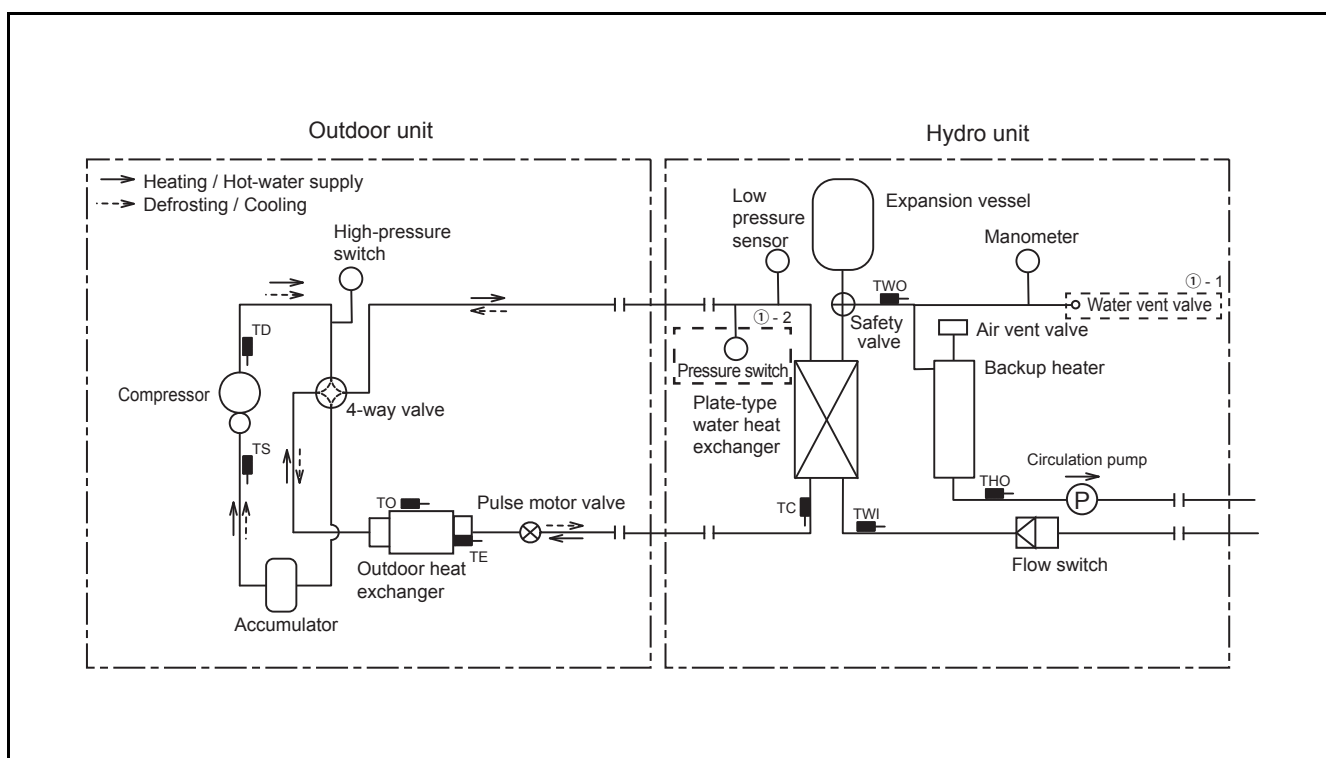 Outdoor unit
Heating / Hot-water supply
Defrosting / Cooling
High-pressure
switch
TD
Compressor
4-way valve
TS
TO
Pulse motor valve
TE
Outdoor heat
exchanger
Accumulator
Hydro unit
Low
pressure
sensor
Expansion vessel
Manometer
① - 1
TWO
Water vent valve
① - 2
Safety
valve
Air vent valve
Pressure switch
Backup heater
Plate-type
water heat
exchanger
Circulation pump
THO
P
TC
TWI
Flow switch